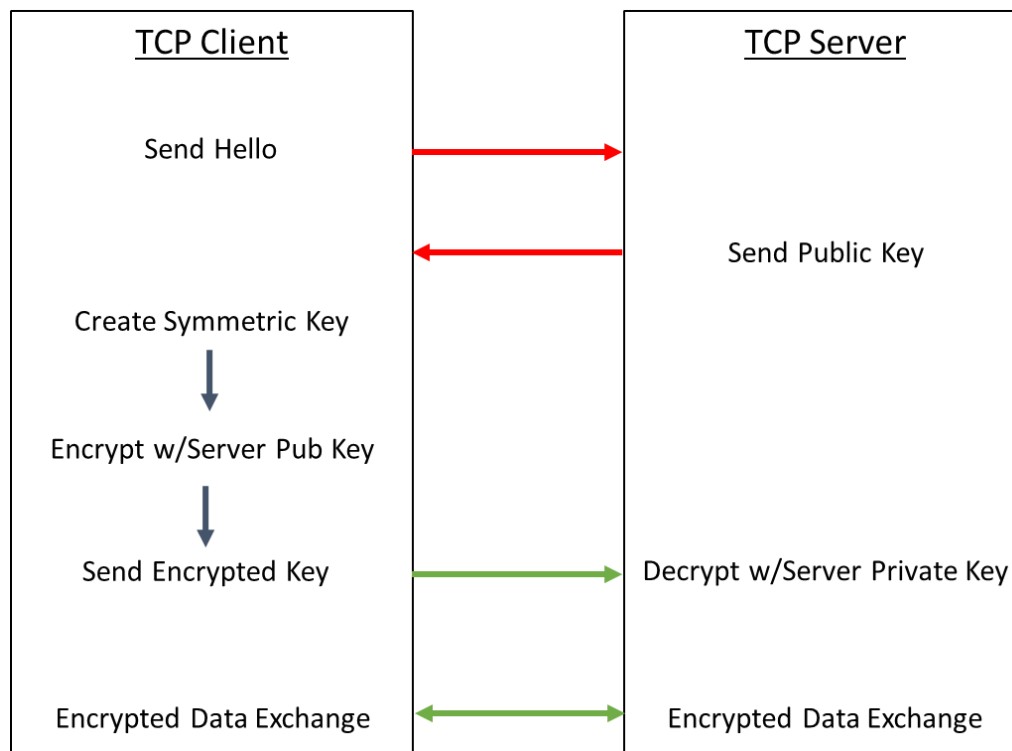 TCP Client
TCP Server
Send Hello
Send Public Key
Create Symmetric Key
Encrypt w/Server Pub Key
Send Encrypted Key
Decrypt w/Server Private Key
Encrypted Data Exchange
Encrypted Data Exchange